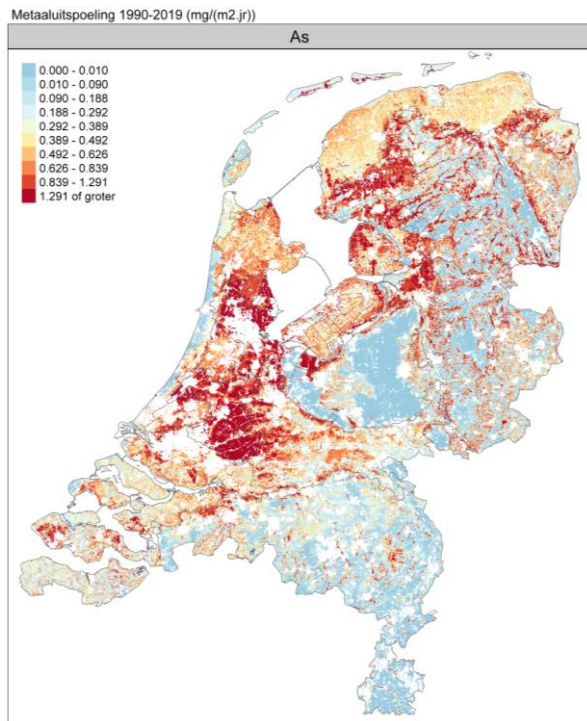 Metaaluitspoeling 1990-2019 (mg/(m2.jr))
As
0.000 - 0.010
0.010 - 0.090
0.090 - 0.188
0.188 - 0.292
0.292 - 0.389
0.389 - 0.492
0.492 - 0.626
0.626 - 0.839
0.839 - 1.291
1.291 of groter